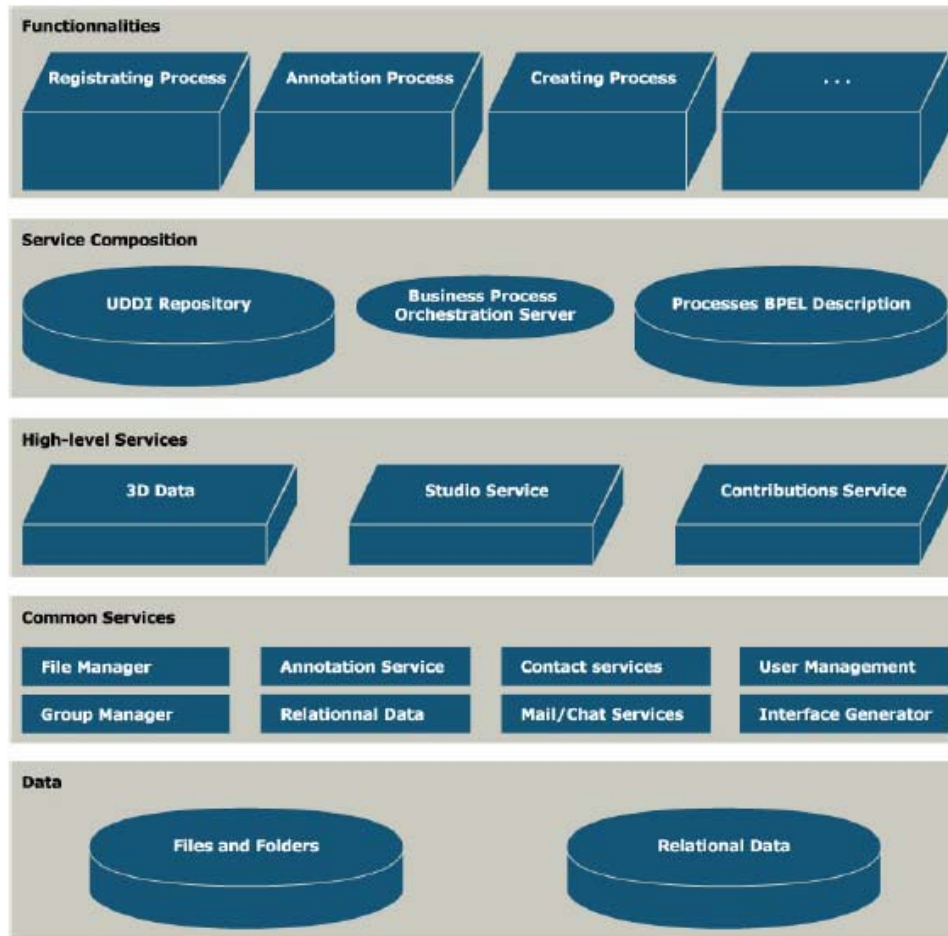 Functionnalities
Registrating Process
Annotation Process
Creating Process
. . .
Service Composition
UDDI Repository
Business Process
Orchestration Server
Processes BPEL Description
High-level Services
3D Data
Studio Service
Contributions Service
Common Services
File Manager
Annotation Service
Contact services
User Management
Group Manager
Relationnal Data
Mail/Chat Services
Interface Generator
Data
Files and Folders
Relational Data